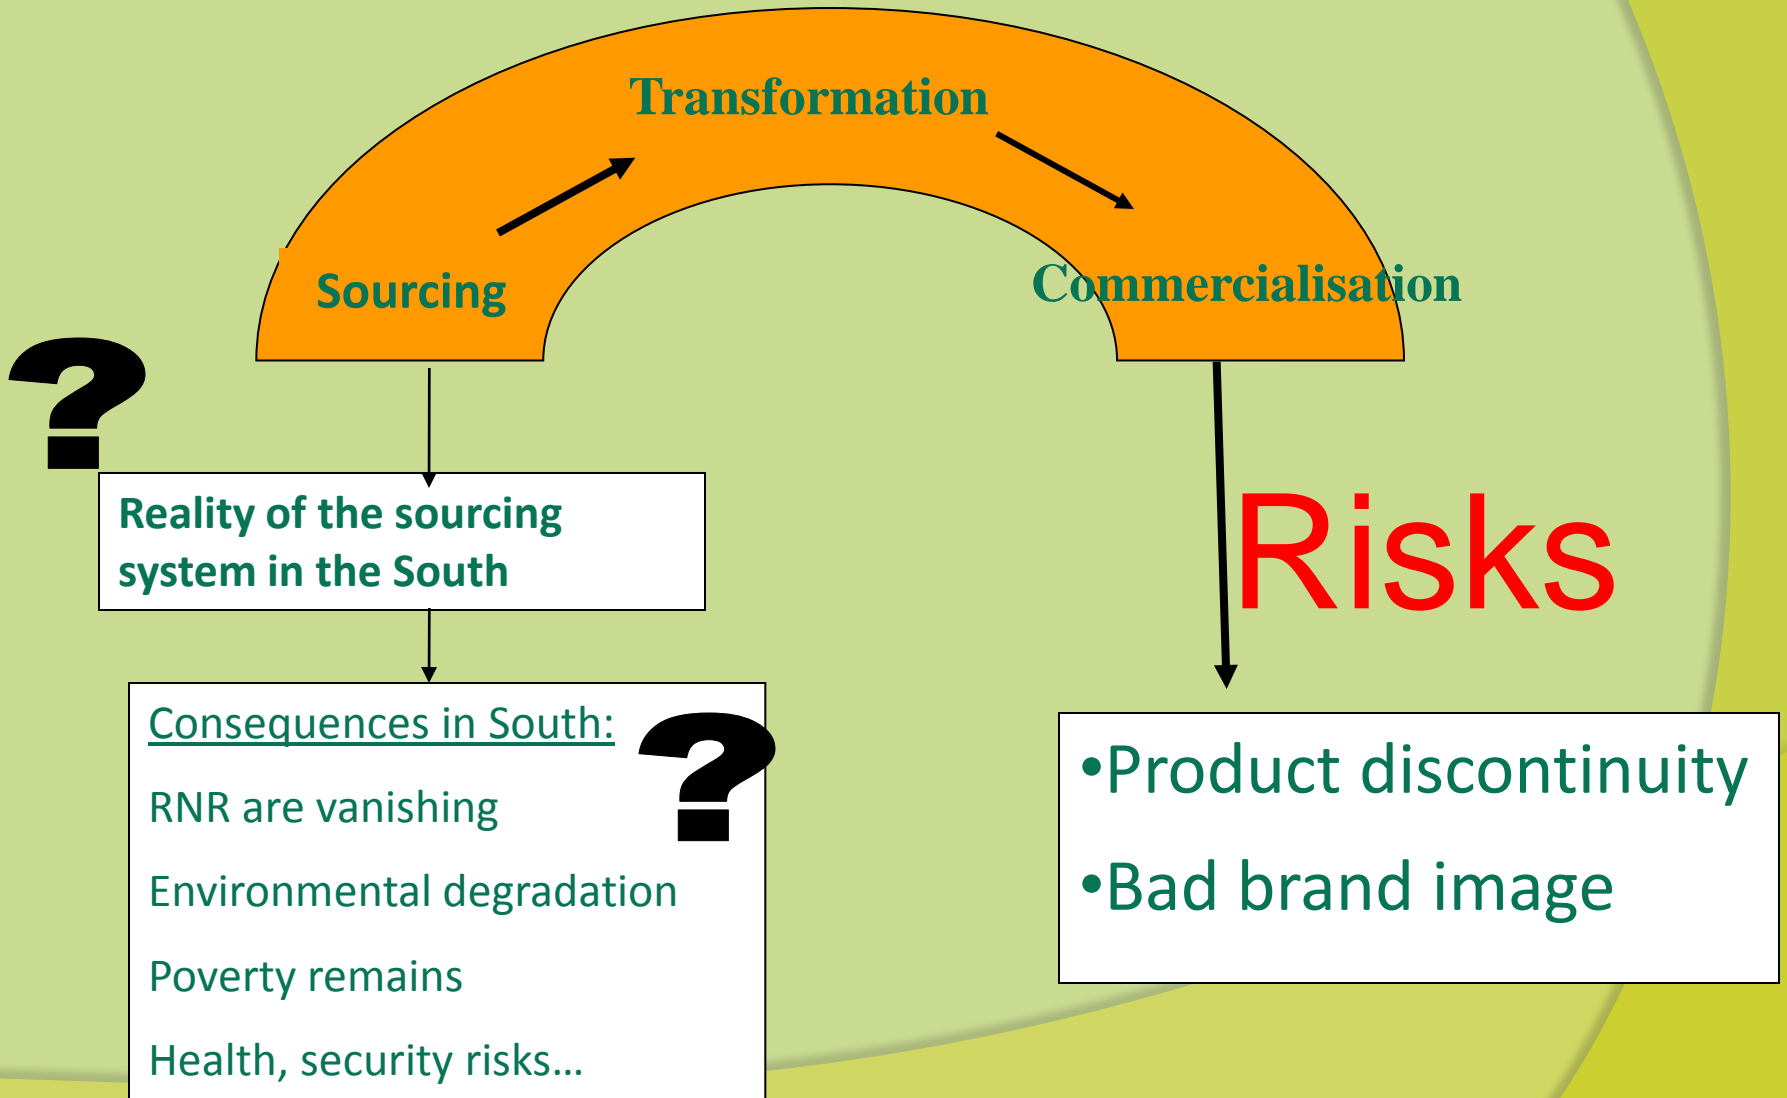 Transformation
Sourcing
Commercialisation
?
Reality of the sourcing
system in the South
Risks
Consequences in South:
?
RNR are vanishing
Environmental degradation
Poverty remains
Health, security risks…
•Product discontinuity
•Bad brand image